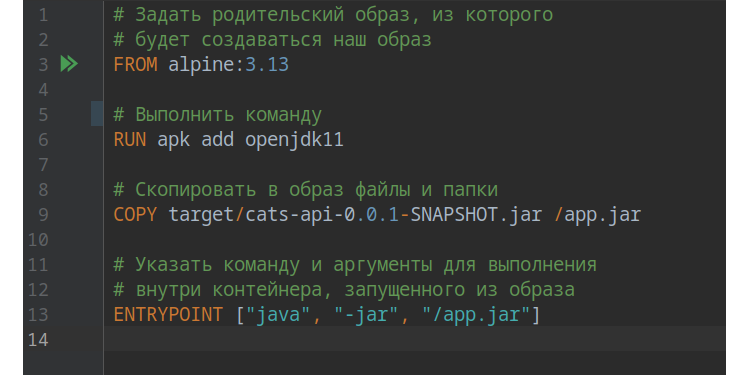 1 # Задать родительский образ, из которого
2 # будет создаваться наш образ
3 FROM alpine:3.13
4
5 # Выполнить команду
6 RUN apk add openjdk11
7
8 # Скопировать в образ файлы и папки
9 COPY target/cats-api-0.0.1-SNAPSHOT.jar /app.jar
10
11 # Указать команду и аргументы для выполнения
12 # внутри контейнера, запущенного из образа
13 ENTRYPOINT ["java", "-jar", "/app.jar"]
14